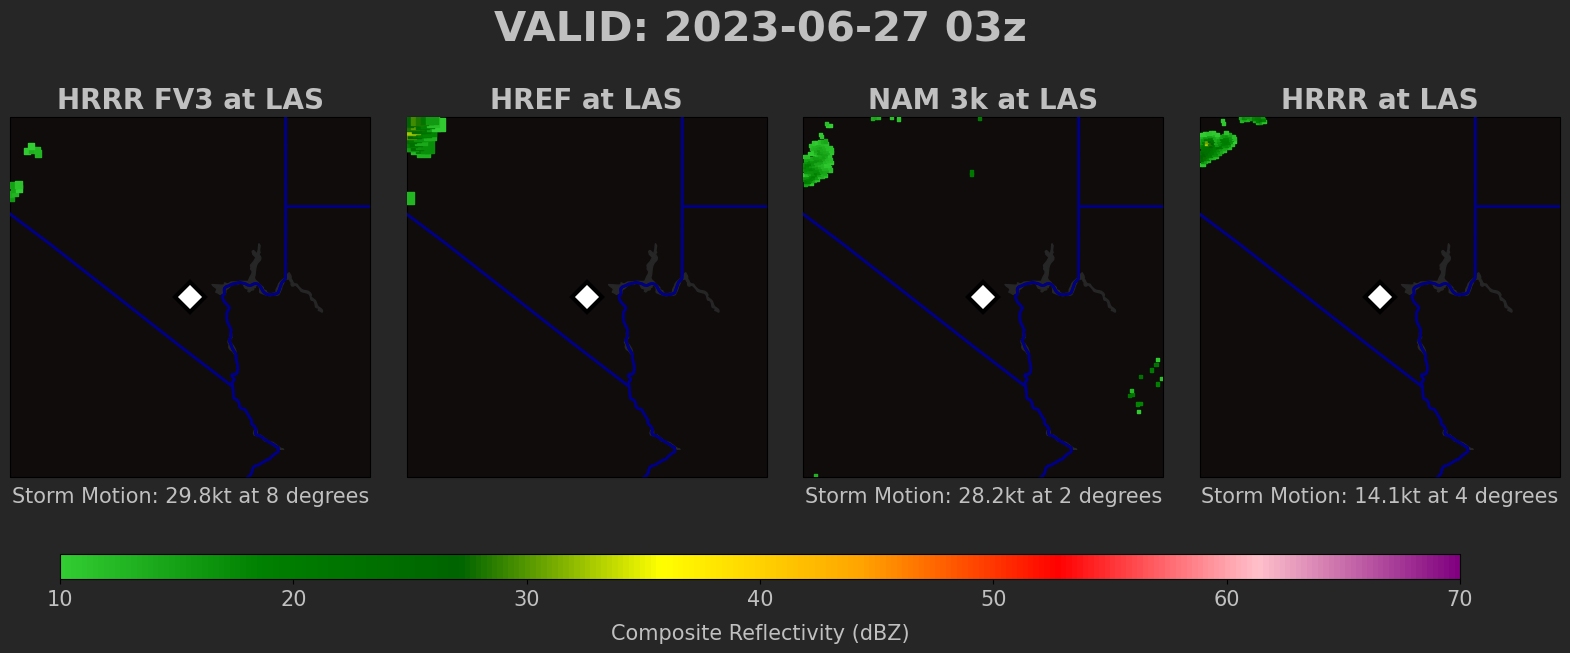 VALID: 2023-06-27 03z
HRRR FV3 at LAS
HREF at LAS
NAM 3k at LAS
HRRR at LAS
Storm Motion: 29.8kt at 8 degrees
Storm Motion: 28.2kt at 2 degrees
Storm Motion: 14.1kt at 4 degrees
10 20 30 40 50 60 70
Composite Reflectivity (dBZ)